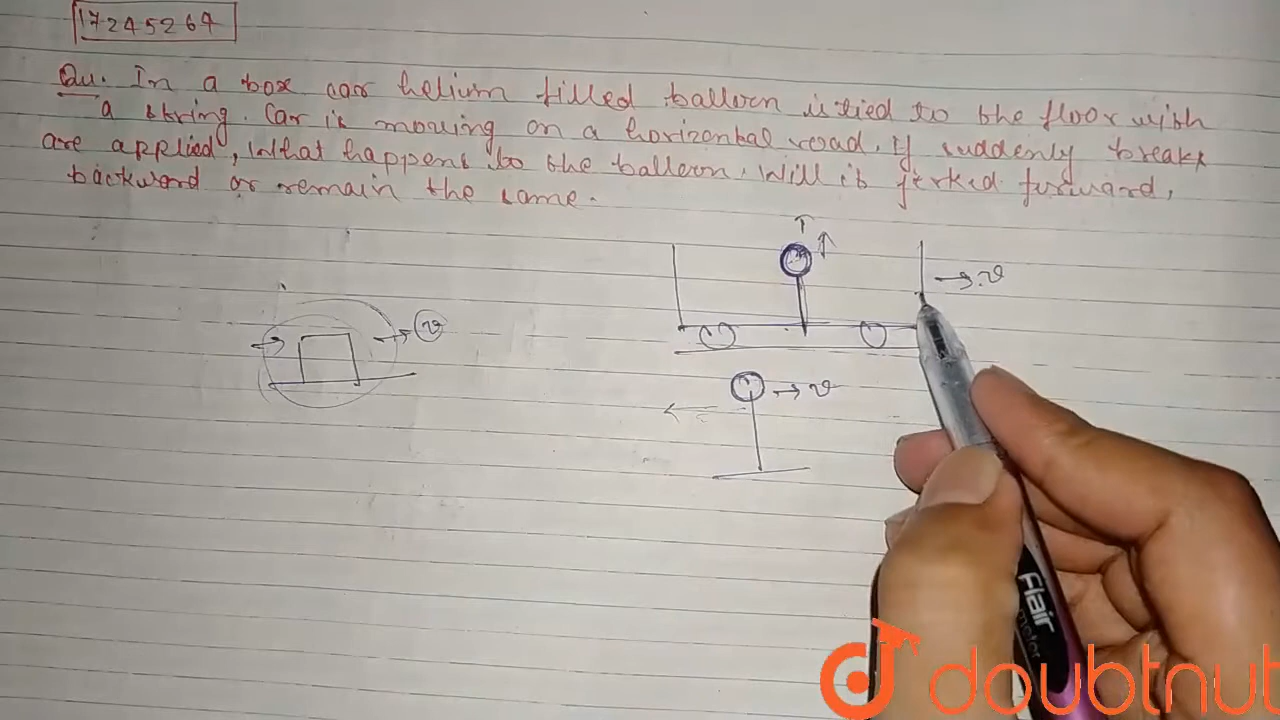 17245264
Qu. In a box car helium filled balloon is tied to the floor with
a string. Car is moving on a horizontal road. If suddenly breaks
are applied, What happens to the balloon. Will it jerked forward,
backward or remain the same.
→ v
→ v
→ v
Flair
meter
doubtnut